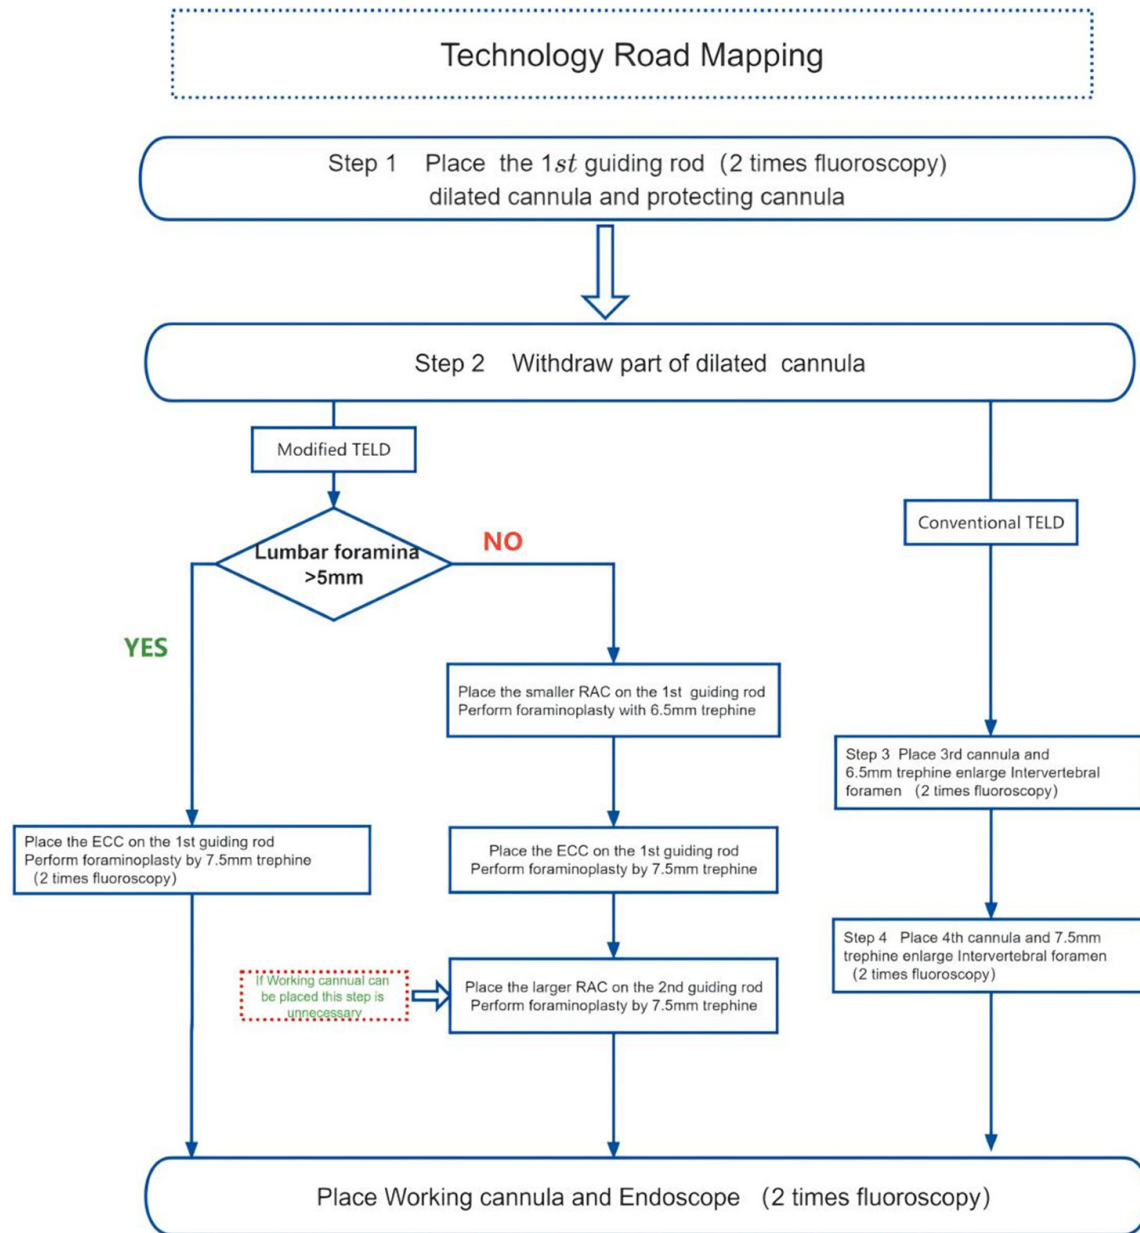 Technology Road Mapping
Step 1 Place the 1st guiding rod (2 times fluoroscopy)
dilated cannula and protecting cannula
Step 2 Withdraw part of dilated cannula
Modified TELD
Conventional TELD
Lumbar foramina
>5mm
NO
YES
Place the smaller RAC on the 1st guiding rod
Perform foraminoplasty with 6.5mm trephine
Step 3 Place 3rd cannula and
6.5mm trephine enlarge Intervertebral
foramen (2 times fluoroscopy)
Place the ECC on the 1st guiding rod
Perform foraminoplasty by 7.5mm trephine
(2 times fluoroscopy)
Place the ECC on the 1st guiding rod
Perform foraminoplasty by 7.5mm trephine
Step 4 Place 4th cannula and 7.5mm
trephine enlarge Intervertebral foramen
(2 times fluoroscopy)
If Working cannual can
be placed this step is
unnecessary
Place the larger RAC on the 2nd guiding rod
Perform foraminoplasty by 7.5mm trephine
Place Working cannula and Endoscope (2 times fluoroscopy)